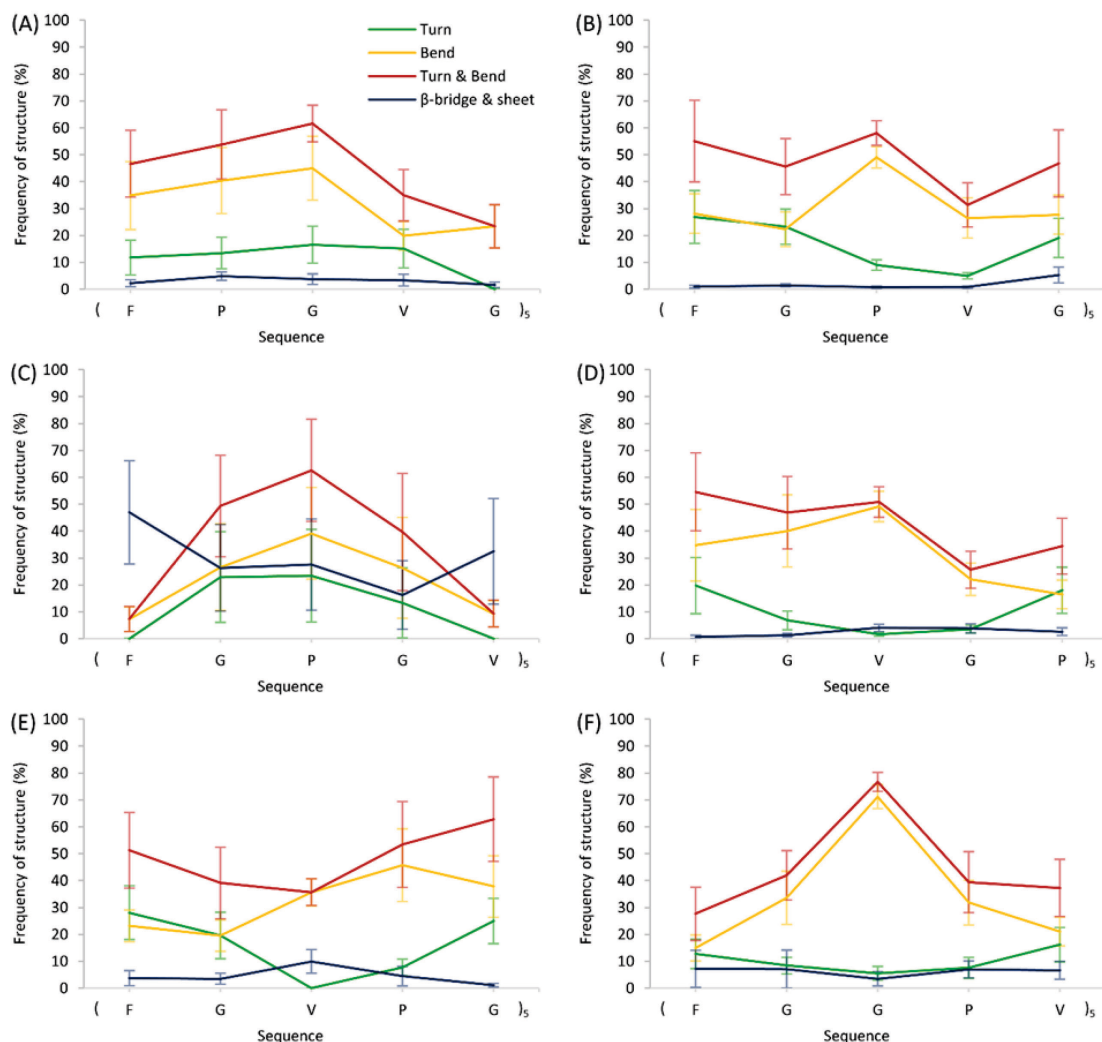 (A)
Frequency of structure (%)
100
90
80
70
60
50
40
30
20
10
0
Turn
Bend
Turn & Bend
β-bridge & sheet
( F P G V G )₅
Sequence
(B)
Frequency of structure (%)
100
90
80
70
60
50
40
30
20
10
0
( F G P V G )₅
Sequence
(C)
Frequency of structure (%)
100
90
80
70
60
50
40
30
20
10
0
( F G P G V )₅
Sequence
(D)
Frequency of structure (%)
100
90
80
70
60
50
40
30
20
10
0
( F G V G P )₅
Sequence
(E)
Frequency of structure (%)
100
90
80
70
60
50
40
30
20
10
0
( F G V P G )₅
Sequence
(F)
Frequency of structure (%)
100
90
80
70
60
50
40
30
20
10
0
( F G G P V )₅
Sequence